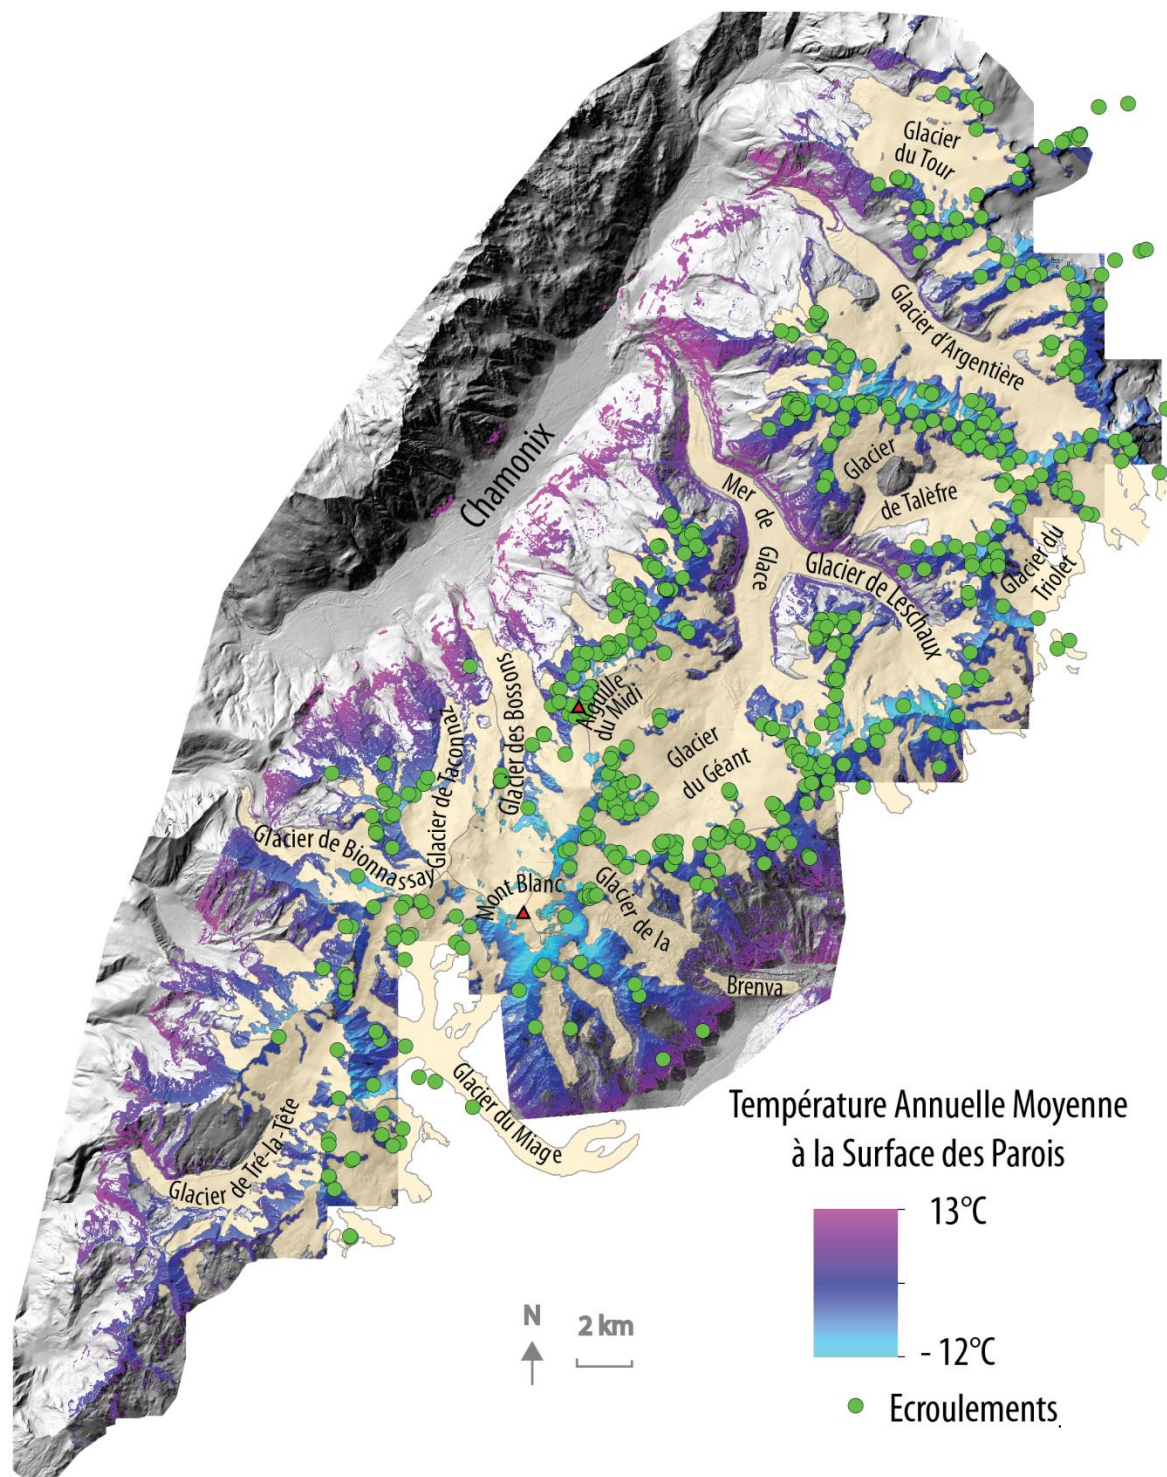 Glacier
du Tour
Glacier d'Argentière
Chamonix
Glacier
de Talèfre
Mer de
Glace
Glacier de Leschaux
Glacier du
Triolet
Aiguille
du Midi
Glacier des Bossons
Glacier de Taconnaz
Glacier
du Géant
Glacier de Bionnassay
Mont Blanc
Glacier de la
Brenva
Glacier du Miage
Glacier de Tré-la-Tête
Température Annuelle Moyenne
à la Surface des Parois
13°C
- 12°C
N
2 km
Ecroulements